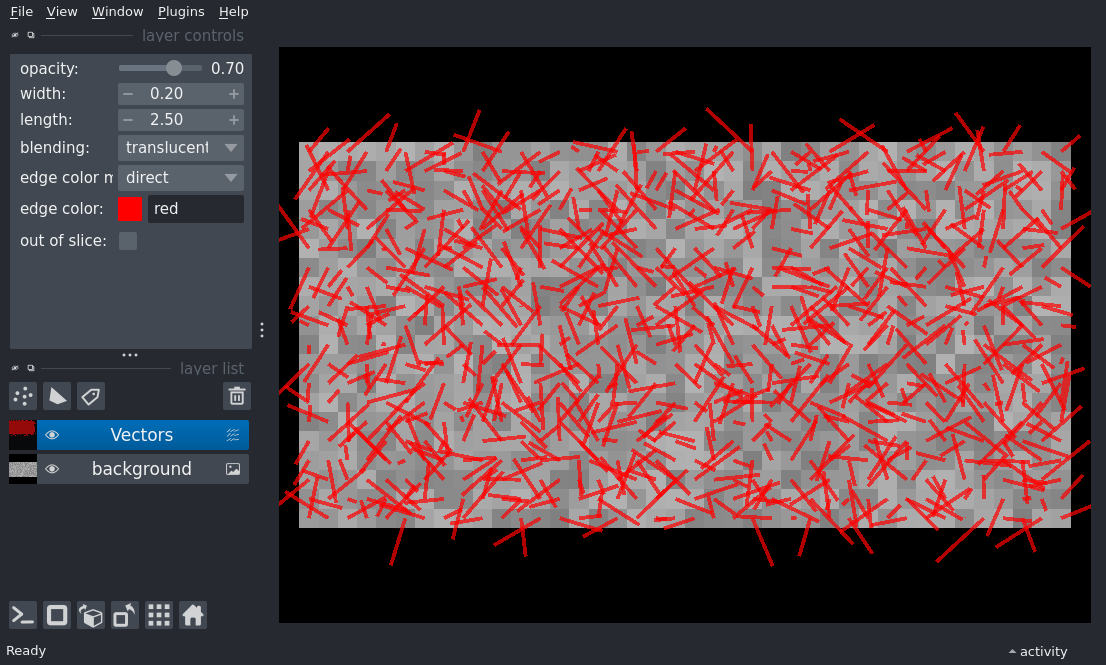 File View Window Plugins Help
layer controls
opacity: 0.70
width: − 0.20 +
length: − 2.50 +
blending: translucent
edge color m direct
edge color: red
out of slice:
layer list
Vectors
background
Ready
activity